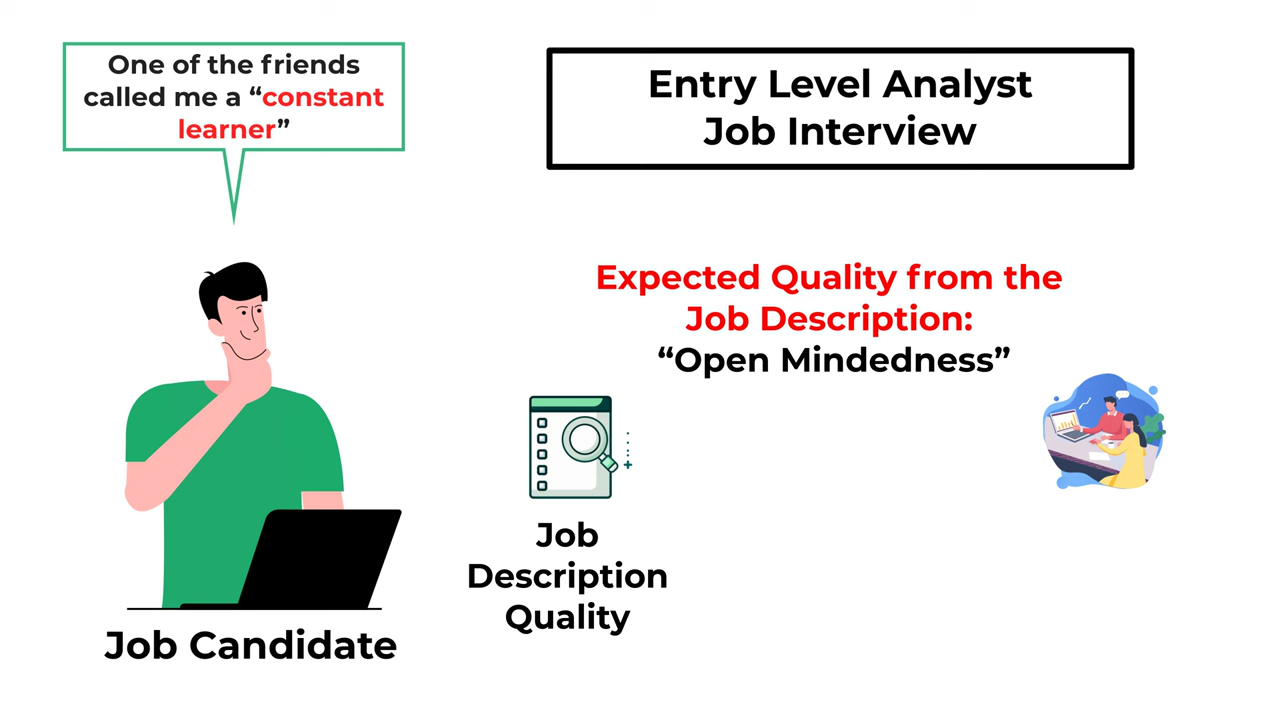 One of the friends
called me a “constant
learner”
Entry Level Analyst
Job Interview
Expected Quality from the
Job Description:
“Open Mindedness”
Job
Description
Quality
Job Candidate